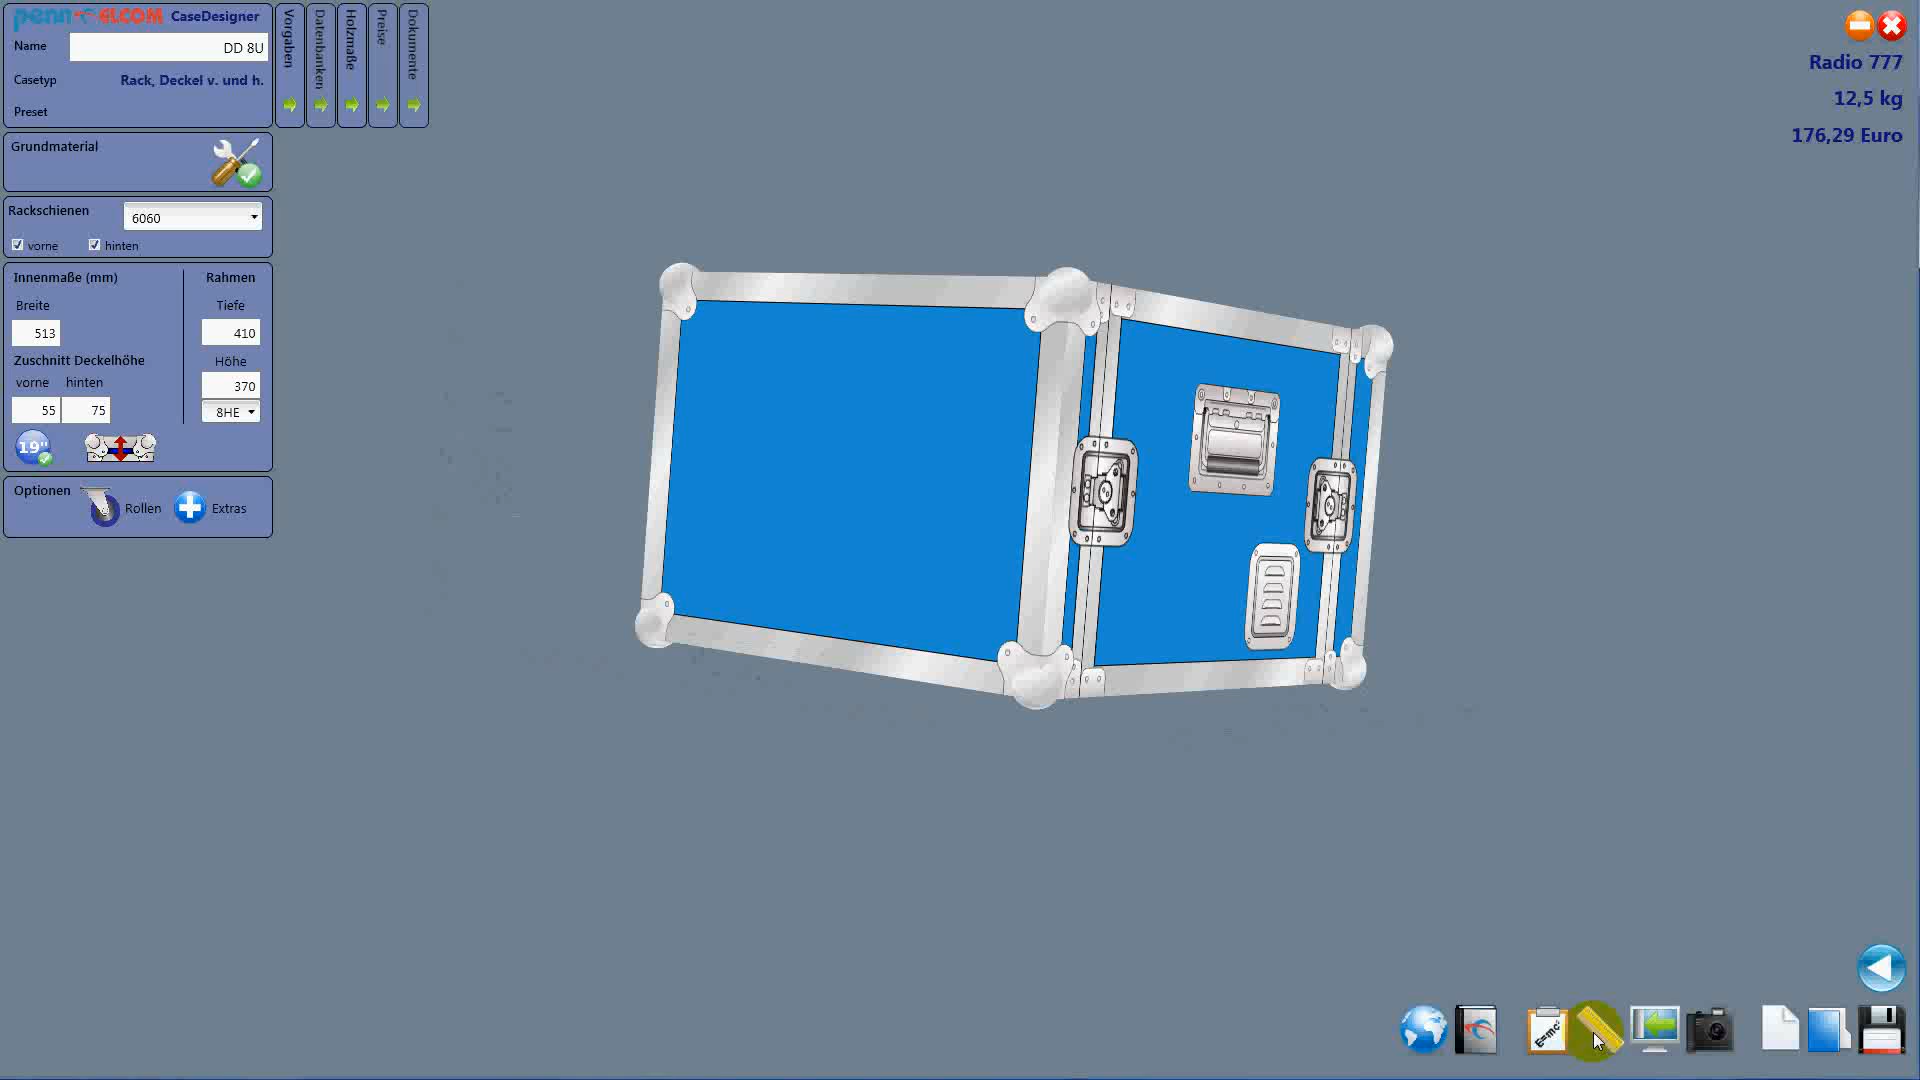 penn ELCOM CaseDesigner
Name DD 8U
Casetyp Rack, Deckel v. und h.
Preset
Vorgaben
Datenbanken
Holzmaße
Preise
Dokumente
Radio 777
12,5 kg
176,29 Euro
Grundmaterial
Rackschienen 6060
vorne hinten
Innenmaße (mm) Rahmen
Breite Tiefe
513 410
Zuschnitt Deckelhöhe Höhe
vorne hinten 370
55 75 8HE
19"
Optionen Rollen Extras
E=mc²